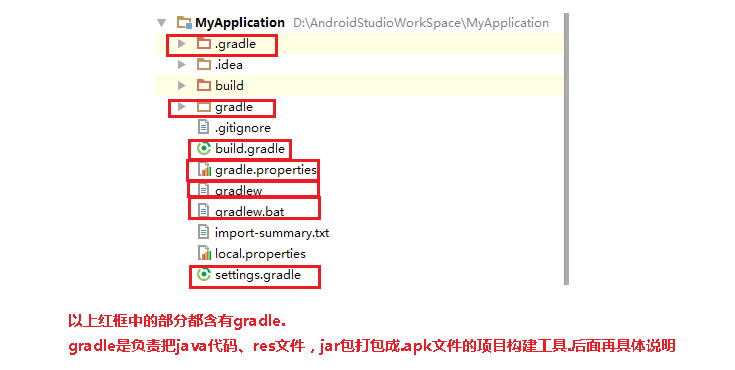 MyApplication D:\AndroidStudioWorkSpace\MyApplication
.gradle
.idea
build
gradle
.gitignore
build.gradle
gradle.properties
gradlew
gradlew.bat
import-summary.txt
local.properties
settings.gradle
以上红框中的部分都含有gradle.
gradle是负责把java代码、res文件，jar包打包成.apk文件的项目构建工具.后面再具体说明